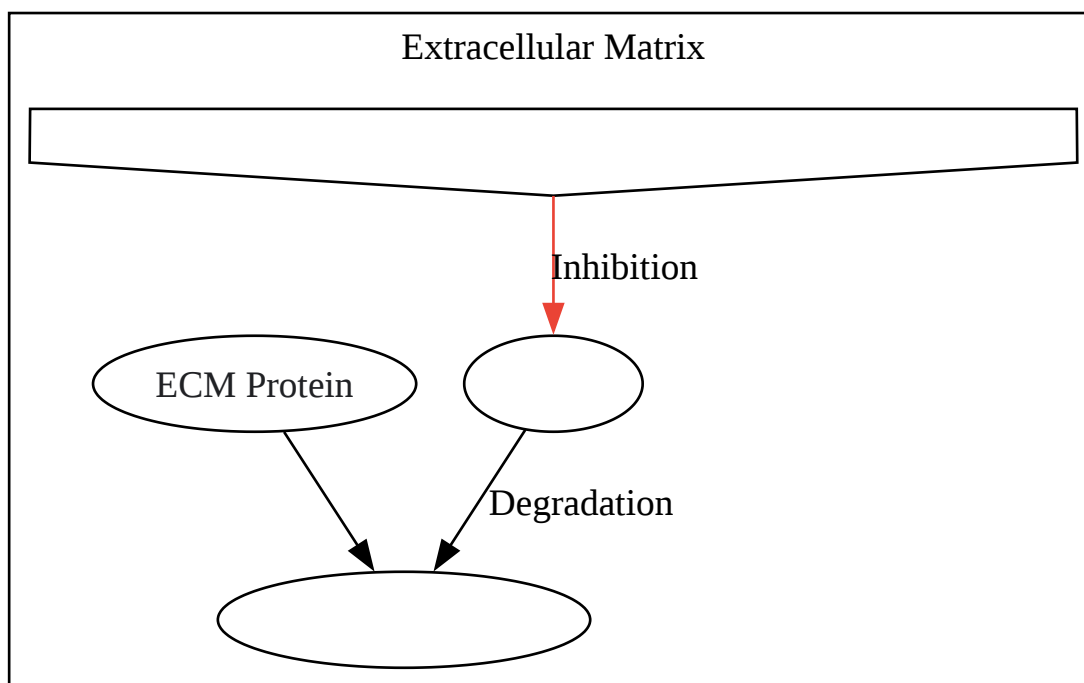 Extracellular Matrix
Inhibition
ECM Protein
Degradation